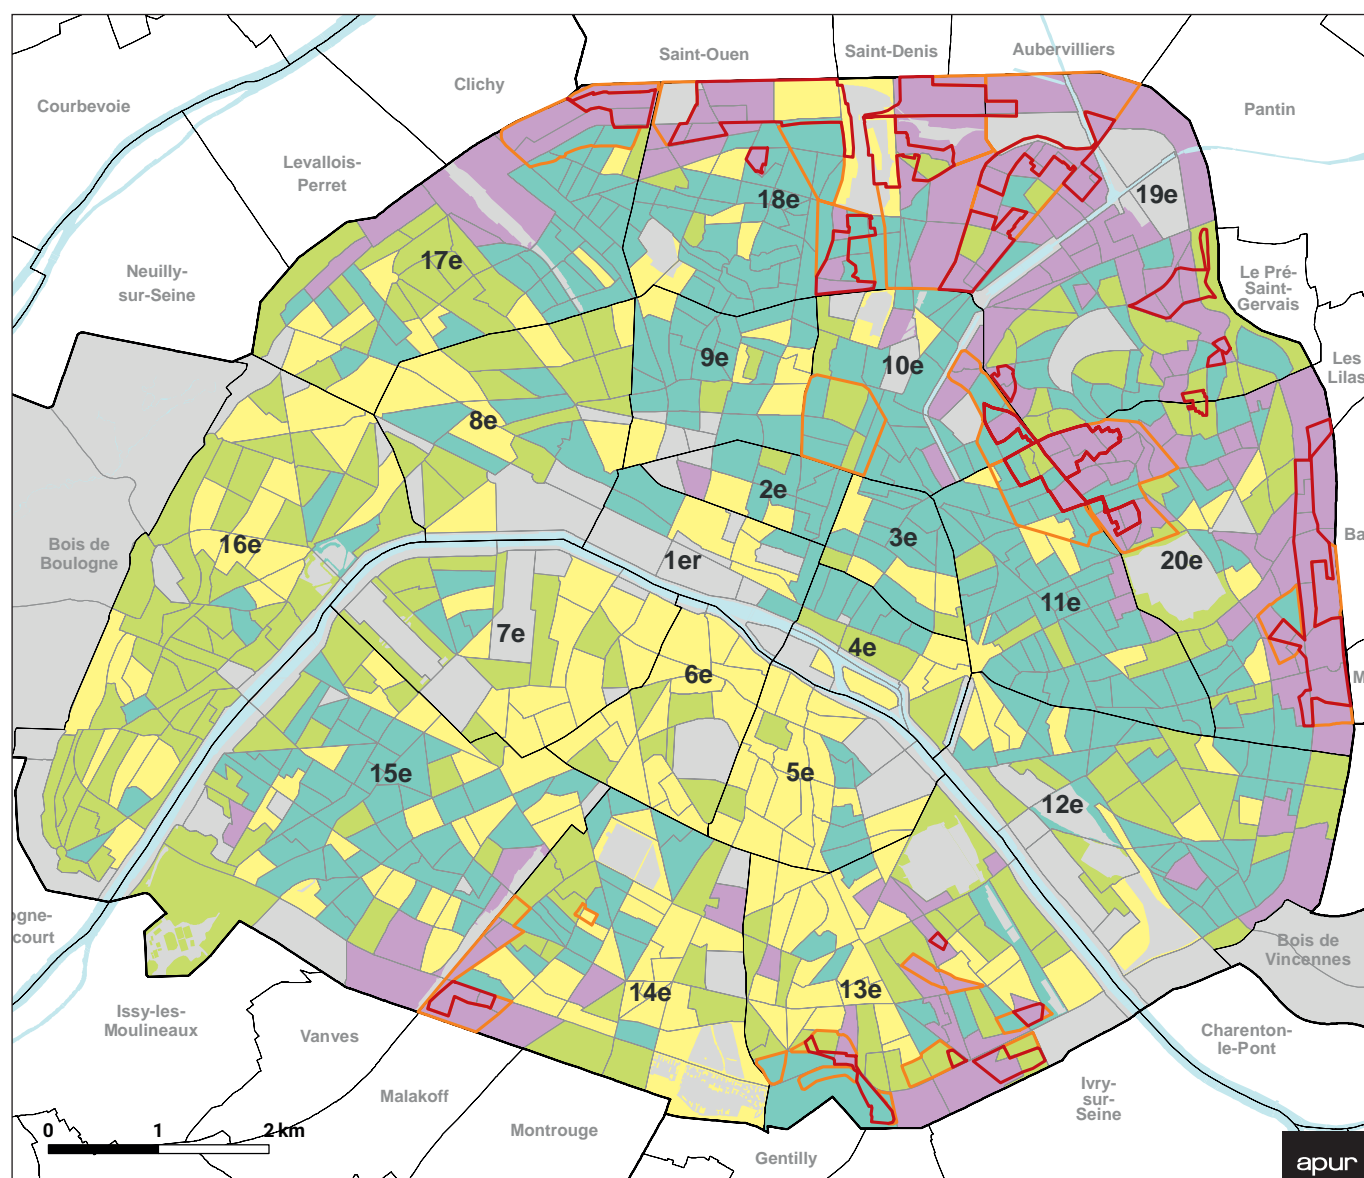 Saint-Ouen
Saint-Denis
Aubervilliers
Clichy
Courbevoie
Pantin
Levallois-
Perret
18e
19e
17e
Neuilly-
sur-Seine
Le Pré-
Saint-
Gervais
9e
10e
Les
Lilas
8e
2e
16e
3e
Bois de
Boulogne
1er
20e
Ba
11e
7e
4e
6e
M
15e
5e
12e
ogne-
court
Bois de
Vincennes
14e
13e
Issy-les-
Moulineaux
Vanves
Charenton-
le-Pont
Malakoff
Ivry-
sur-
Seine
Montrouge
Gentilly
0 1 2 km
apur